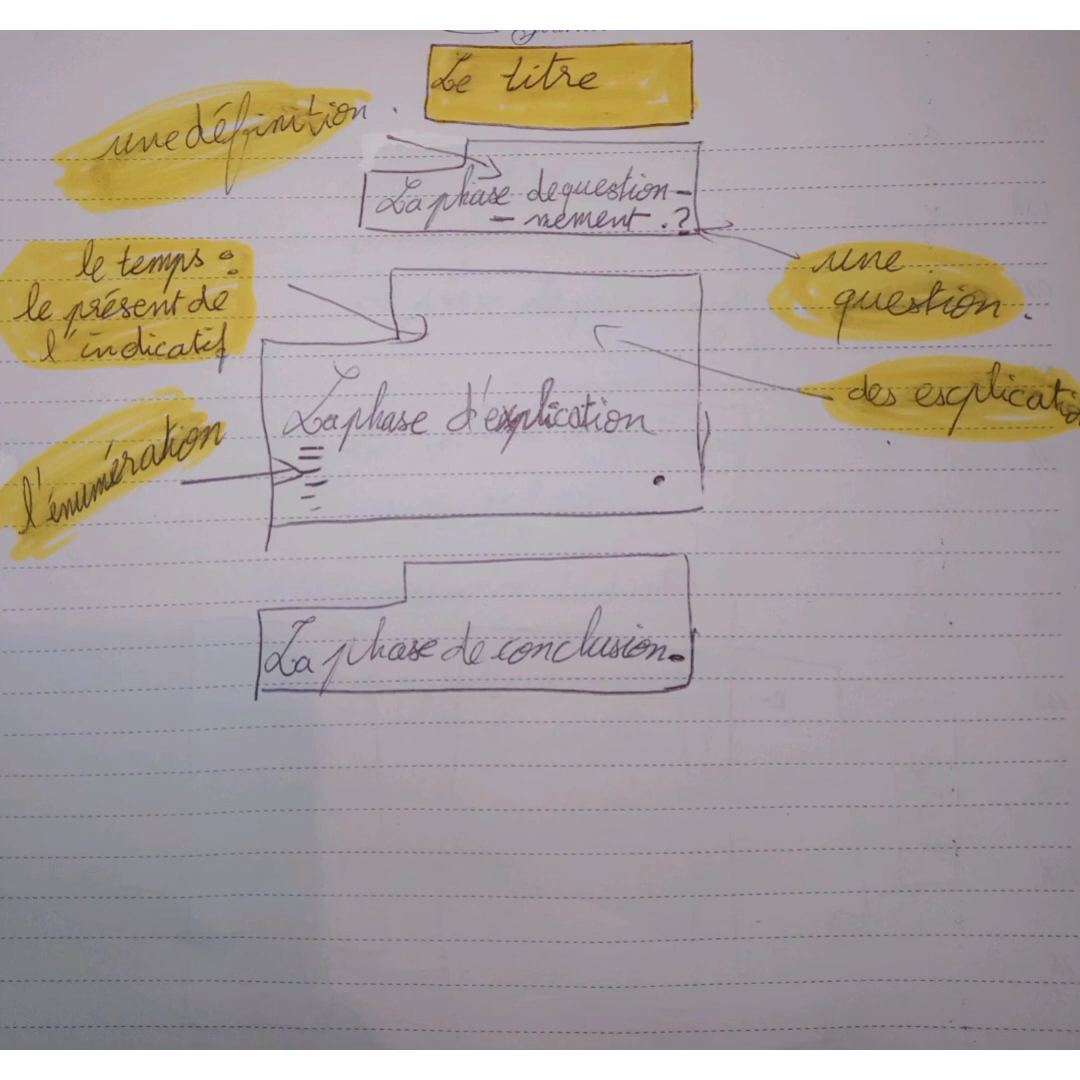 Le titre
une définition.
La phase de question-
- nement. ?
le temps :
le présent de
l'indicatif
une
question.
des esxplicatio
La phase d'explication
l'énumération
La phase de conclusion.